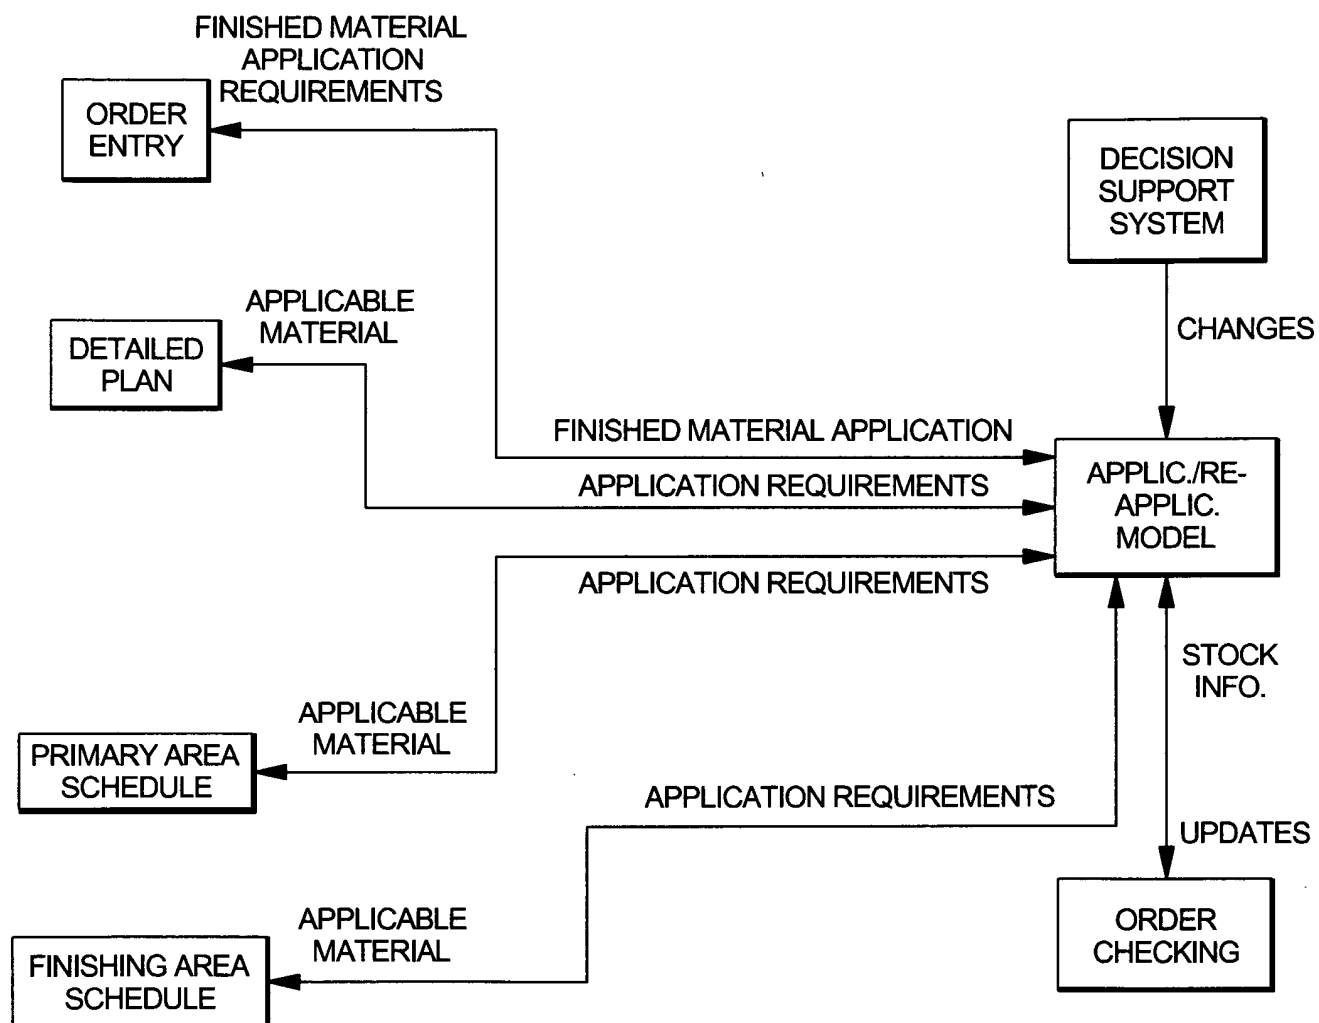 FINISHED MATERIAL
APPLICATION
REQUIREMENTS
ORDER
ENTRY
DECISION
SUPPORT
SYSTEM
APPLICABLE
MATERIAL
CHANGES
DETAILED
PLAN
FINISHED MATERIAL APPLICATION
APPLICATION REQUIREMENTS
APPLIC./RE-
APPLIC.
MODEL
APPLICATION REQUIREMENTS
STOCK
INFO.
APPLICABLE
MATERIAL
PRIMARY AREA
SCHEDULE
APPLICATION REQUIREMENTS
UPDATES
APPLICABLE
MATERIAL
ORDER
CHECKING
FINISHING AREA
SCHEDULE